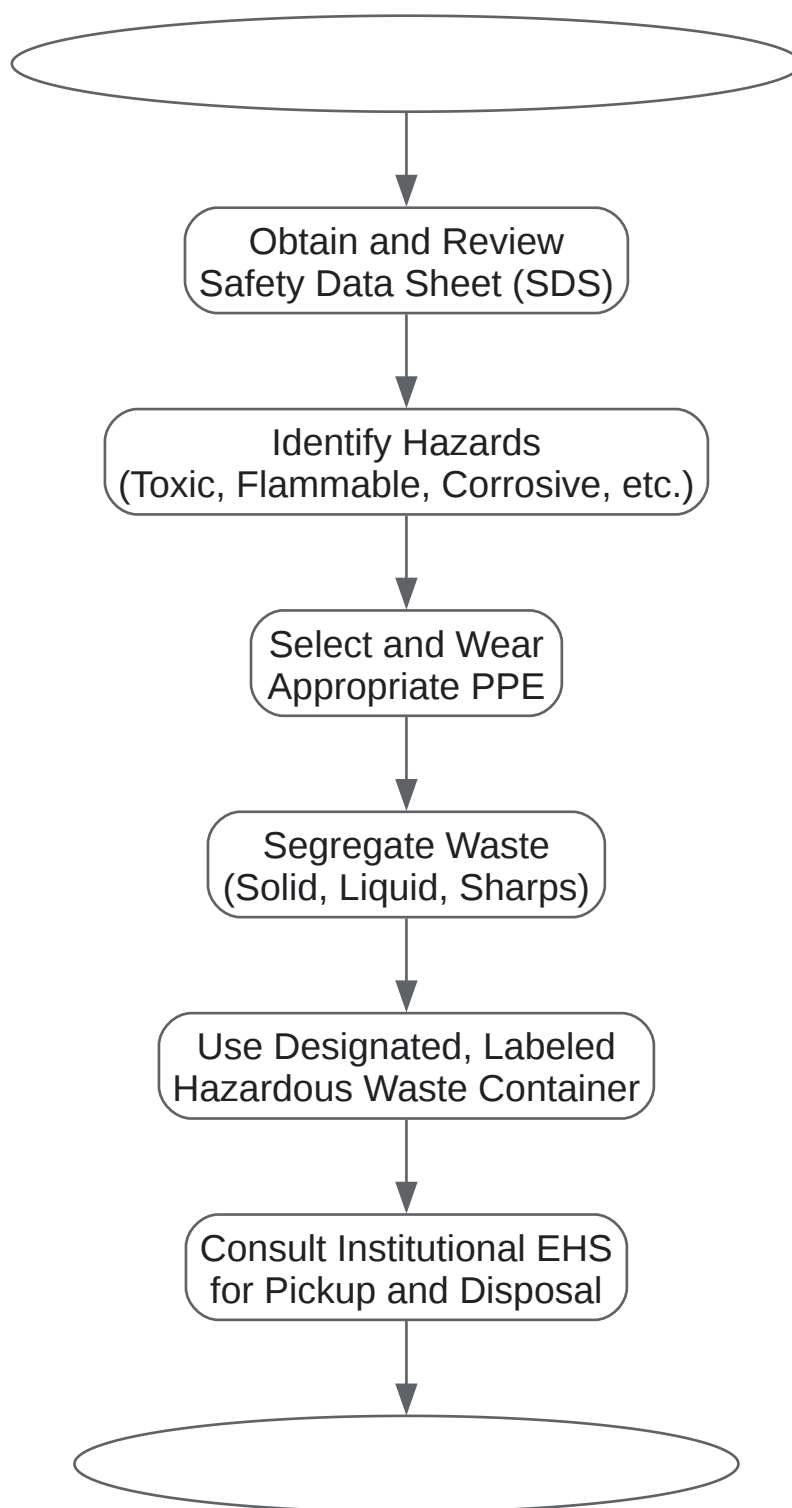 Obtain and Review
Safety Data Sheet (SDS)
Identify Hazards
(Toxic, Flammable, Corrosive, etc.)
Select and Wear
Appropriate PPE
Segregate Waste
(Solid, Liquid, Sharps)
Use Designated, Labeled
Hazardous Waste Container
Consult Institutional EHS
for Pickup and Disposal